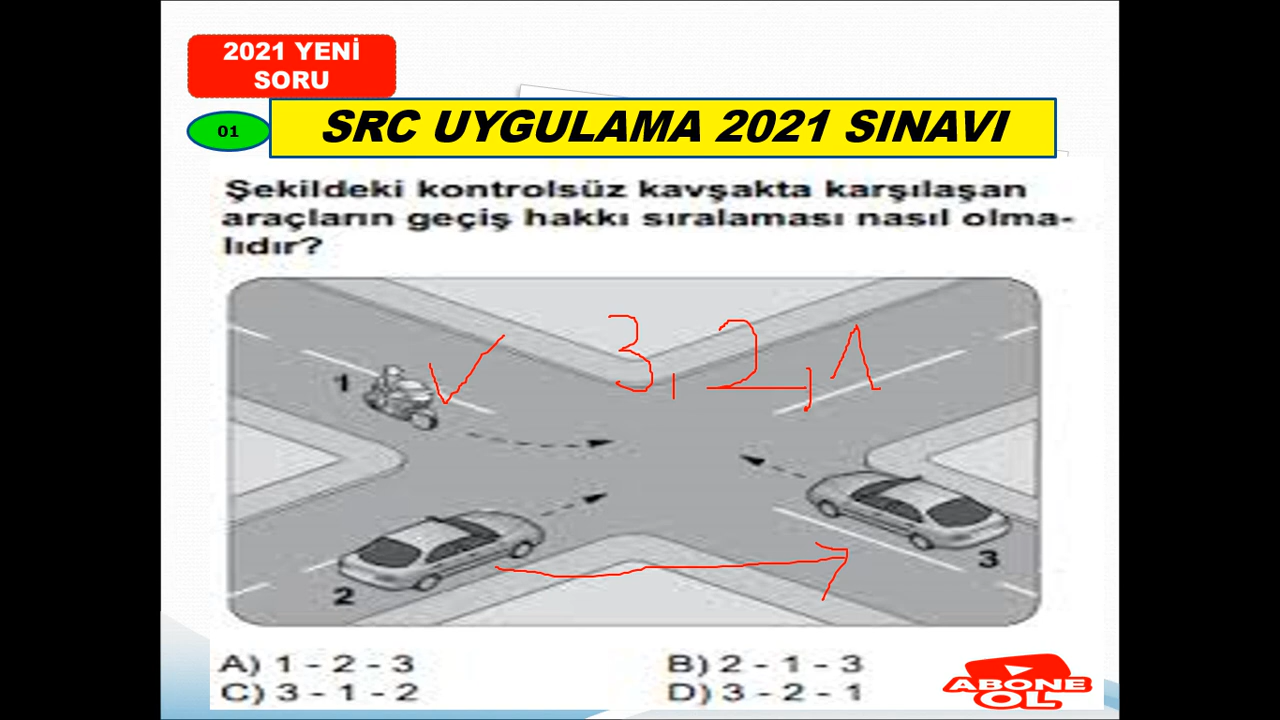 2021 YENİ
SORU
01
SRC UYGULAMA 2021 SINAVI
Şekildeki kontrolsüz kavşakta karşılaşan
araçların geçiş hakkı sıralaması nasıl olma-
lıdır?
3, 2, 1
1
2
3
A) 1 - 2 - 3
B) 2 - 1 - 3
C) 3 - 1 - 2
D) 3 - 2 - 1
ABONE
OL